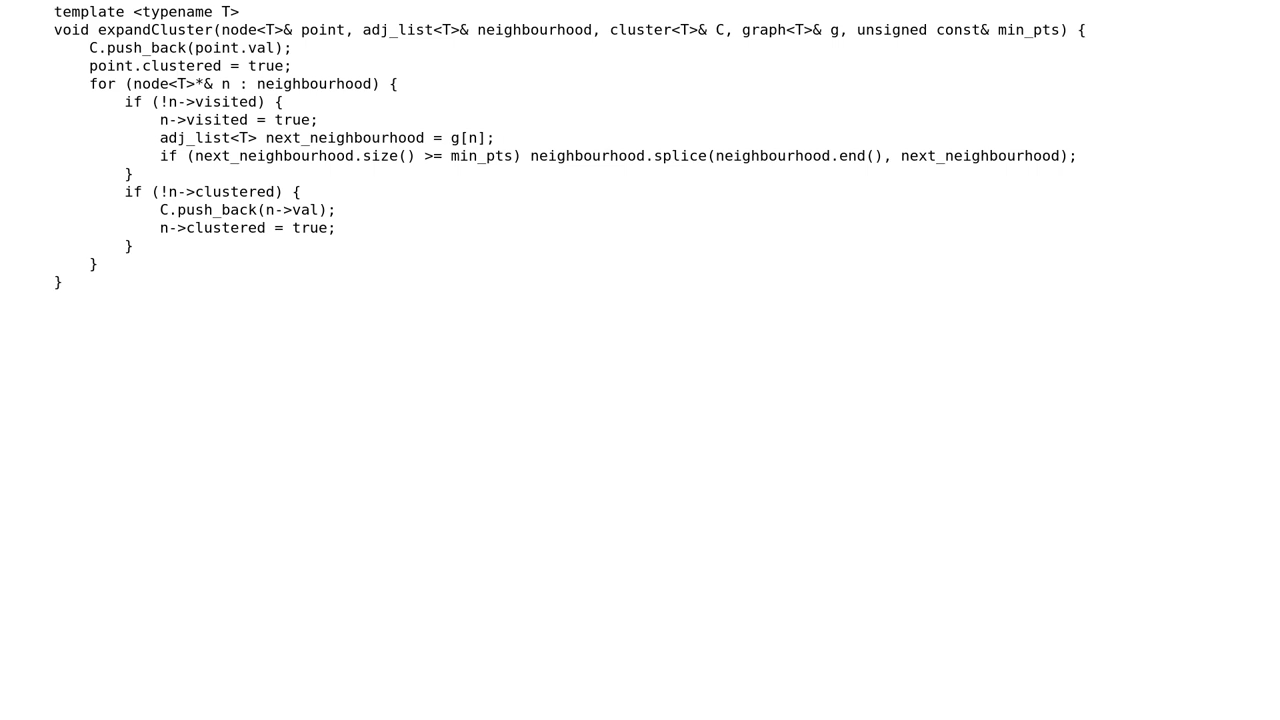 template <typename T>
void expandCluster(node<T>& point, adj_list<T>& neighbourhood, cluster<T>& C, graph<T>& g, unsigned const& min_pts) {
    C.push_back(point.val);
    point.clustered = true;
    for (node<T>*& n : neighbourhood) {
        if (!n->visited) {
            n->visited = true;
            adj_list<T> next_neighbourhood = g[n];
            if (next_neighbourhood.size() >= min_pts) neighbourhood.splice(neighbourhood.end(), next_neighbourhood);
        }
        if (!n->clustered) {
            C.push_back(n->val);
            n->clustered = true;
        }
    }
}